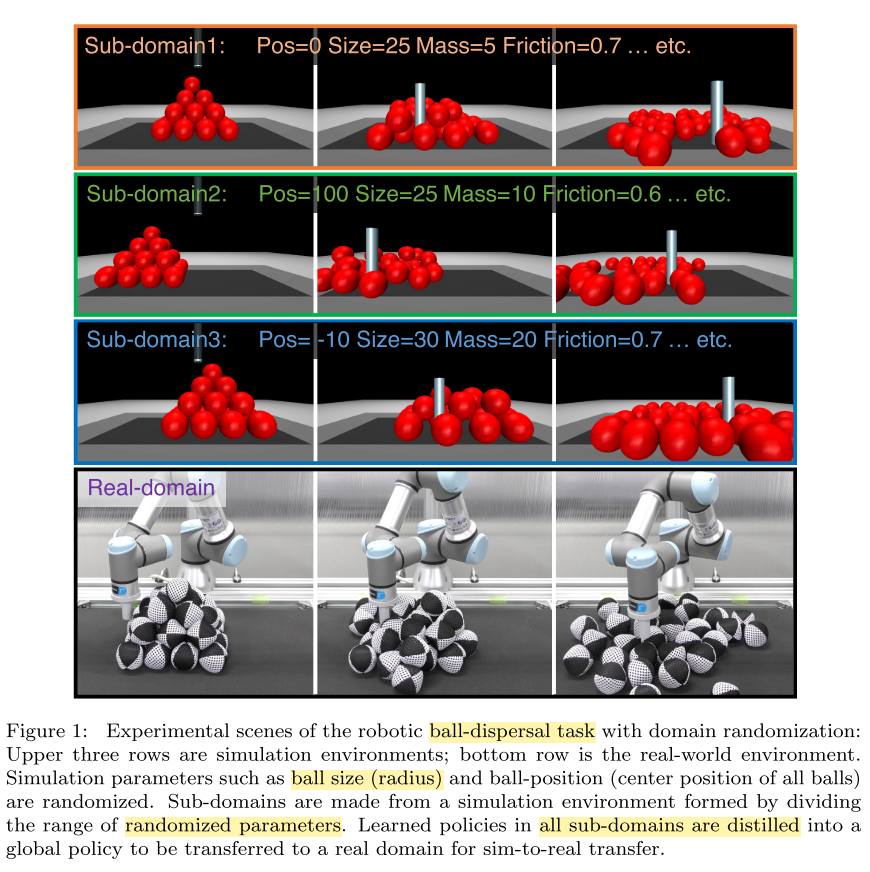 Sub-domain1: Pos=0 Size=25 Mass=5 Friction=0.7 … etc.
Sub-domain2: Pos=100 Size=25 Mass=10 Friction=0.6 … etc.
Sub-domain3: Pos= -10 Size=30 Mass=20 Friction=0.7 … etc.
Real-domain
Figure 1: Experimental scenes of the robotic ball-dispersal task with domain randomization:
Upper three rows are simulation environments; bottom row is the real-world environment.
Simulation parameters such as ball size (radius) and ball-position (center position of all balls)
are randomized. Sub-domains are made from a simulation environment formed by dividing
the range of randomized parameters. Learned policies in all sub-domains are distilled into a
global policy to be transferred to a real domain for sim-to-real transfer.